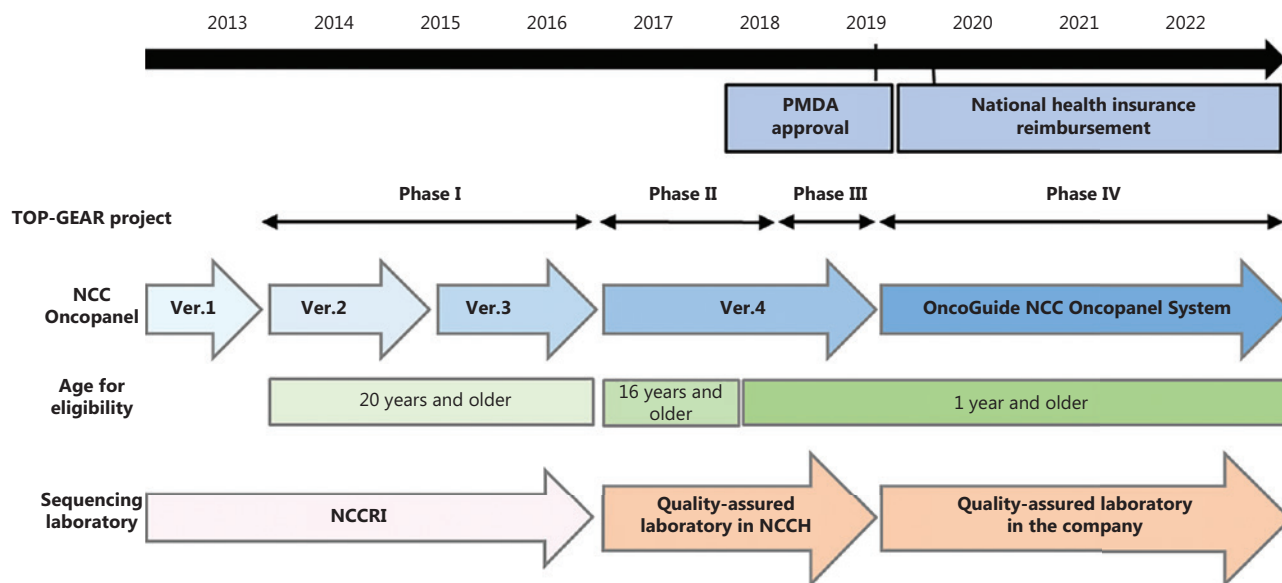 2013 2014 2015 2016 2017 2018 2019 2020 2021 2022
PMDA
approval
National health insurance
reimbursement
TOP-GEAR project
Phase I
Phase II
Phase III
Phase IV
NCC
Oncopanel
Ver.1
Ver.2
Ver.3
Ver.4
OncoGuide NCC Oncopanel System
Age for
eligibility
20 years and older
16 years and
older
1 year and older
Sequencing
laboratory
NCCRI
Quality-assured
laboratory in NCCH
Quality-assured laboratory
in the company